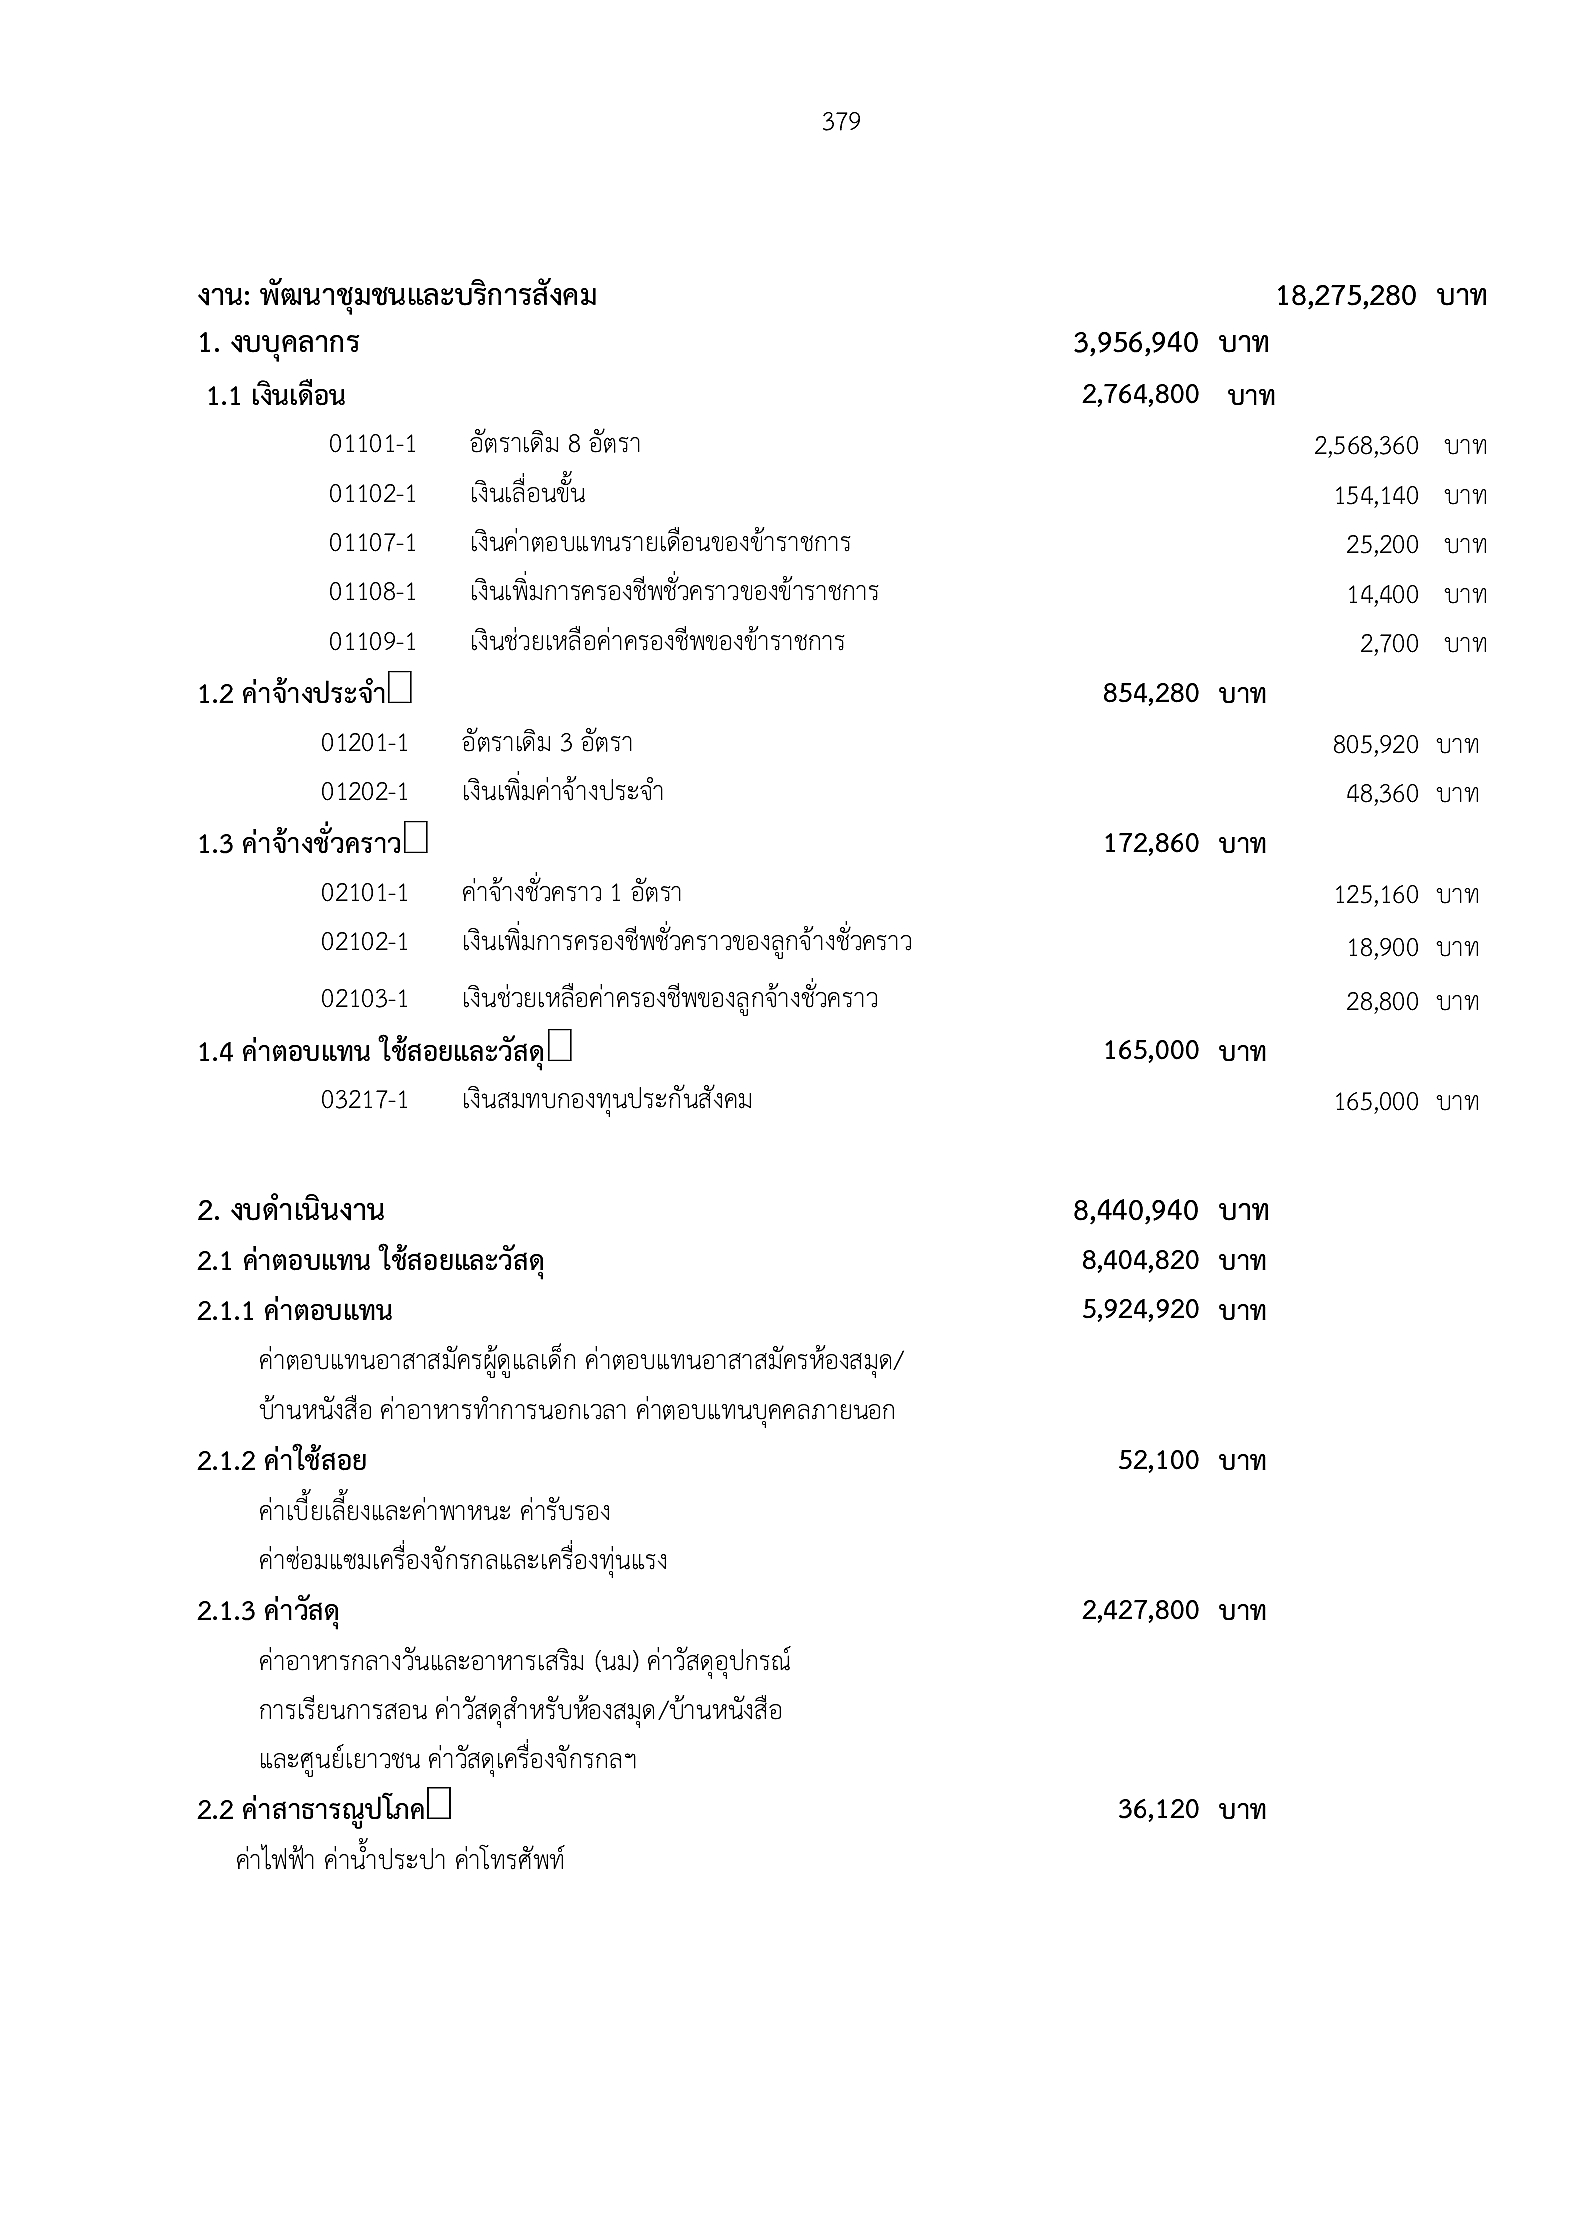 379
งาน: พัฒนาชุมชนและบริการสังคม 18,275,280 บาท
1. งบบุคลากร 3,956,940 บาท
1.1 เงินเดือน 2,764,800 บาท
01101-1 อัตราเดิม 8 อัตรา 2,568,360 บาท
01102-1 เงินเลื่อนขั้น 154,140 บาท
01107-1 เงินค่าตอบแทนรายเดือนของข้าราชการ 25,200 บาท
01108-1 เงินเพิ่มการครองชีพชั่วคราวของข้าราชการ 14,400 บาท
01109-1 เงินช่วยเหลือค่าครองชีพของข้าราชการ 2,700 บาท
1.2 ค่าจ้างประจำ 854,280 บาท
01201-1 อัตราเดิม 3 อัตรา 805,920 บาท
01202-1 เงินเพิ่มค่าจ้างประจำ 48,360 บาท
1.3 ค่าจ้างชั่วคราว 172,860 บาท
02101-1 ค่าจ้างชั่วคราว 1 อัตรา 125,160 บาท
02102-1 เงินเพิ่มการครองชีพชั่วคราวของลูกจ้างชั่วคราว 18,900 บาท
02103-1 เงินช่วยเหลือค่าครองชีพของลูกจ้างชั่วคราว 28,800 บาท
1.4 ค่าตอบแทน ใช้สอยและวัสดุ 165,000 บาท
03217-1 เงินสมทบกองทุนประกันสังคม 165,000 บาท
2. งบดำเนินงาน 8,440,940 บาท
2.1 ค่าตอบแทน ใช้สอยและวัสดุ 8,404,820 บาท
2.1.1 ค่าตอบแทน 5,924,920 บาท
ค่าตอบแทนอาสาสมัครผู้ดูแลเด็ก ค่าตอบแทนอาสาสมัครห้องสมุด/
บ้านหนังสือ ค่าอาหารทำการนอกเวลา ค่าตอบแทนบุคคลภายนอก
2.1.2 ค่าใช้สอย 52,100 บาท
ค่าเบี้ยเลี้ยงและค่าพาหนะ ค่ารับรอง
ค่าซ่อมแซมเครื่องจักรกลและเครื่องทุ่นแรง
2.1.3 ค่าวัสดุ 2,427,800 บาท
ค่าอาหารกลางวันและอาหารเสริม (นม) ค่าวัสดุอุปกรณ์
การเรียนการสอน ค่าวัสดุสำหรับห้องสมุด/บ้านหนังสือ
และศูนย์เยาวชน ค่าวัสดุเครื่องจักรกลฯ
2.2 ค่าสาธารณูปโภค 36,120 บาท
ค่าไฟฟ้า ค่าน้ำประปา ค่าโทรศัพท์